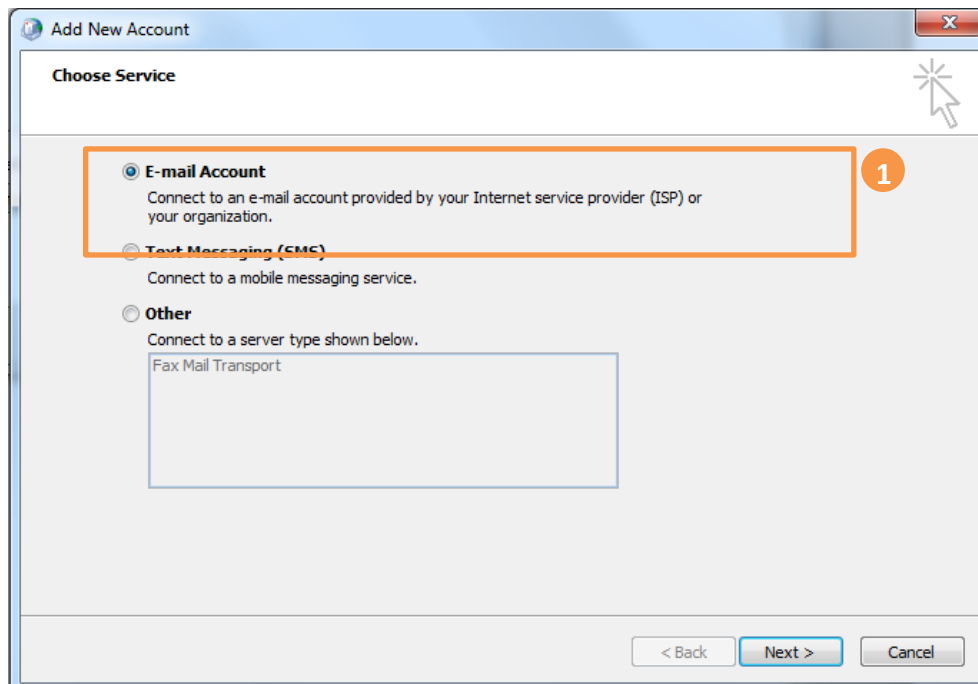 Add New Account
Choose Service
E-mail Account
1
Connect to an e-mail account provided by your Internet service provider (ISP) or
your organization.
Text Messaging (SMS)
Connect to a mobile messaging service.
Other
Connect to a server type shown below.
Fax Mail Transport
< Back
Next >
Cancel